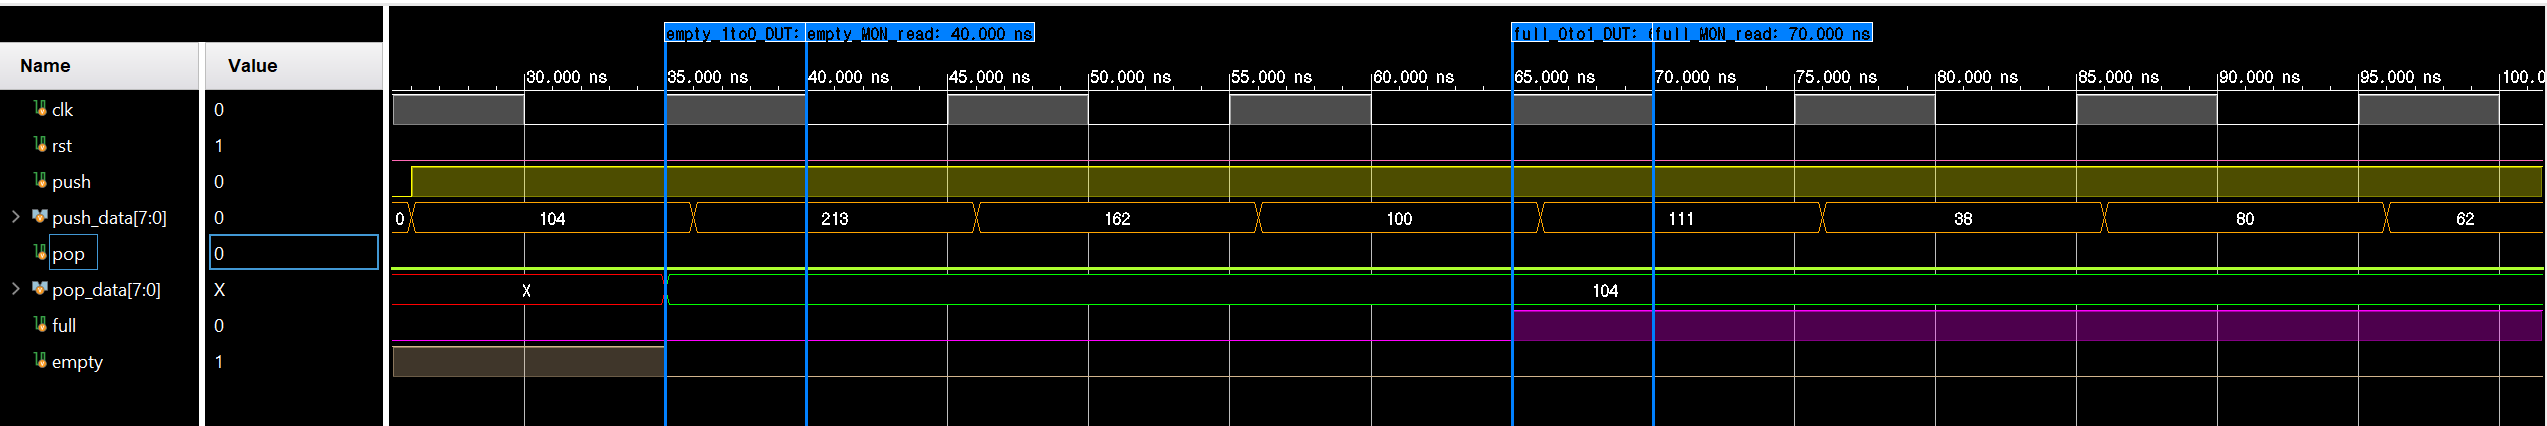 empty_1to0_DUT: empty_MON_read: 40.000 ns full_0to1_DUT: full_MON_read: 70.000 ns
Name Value
30.000 ns 35.000 ns 40.000 ns 45.000 ns 50.000 ns 55.000 ns 60.000 ns 65.000 ns 70.000 ns 75.000 ns 80.000 ns 85.000 ns 90.000 ns 95.000 ns 100.0
clk 0
rst 1
push 0
push_data[7:0] 0 0 104 213 162 100 111 38 80 62
pop 0
pop_data[7:0] X X 104
full 0
empty 1